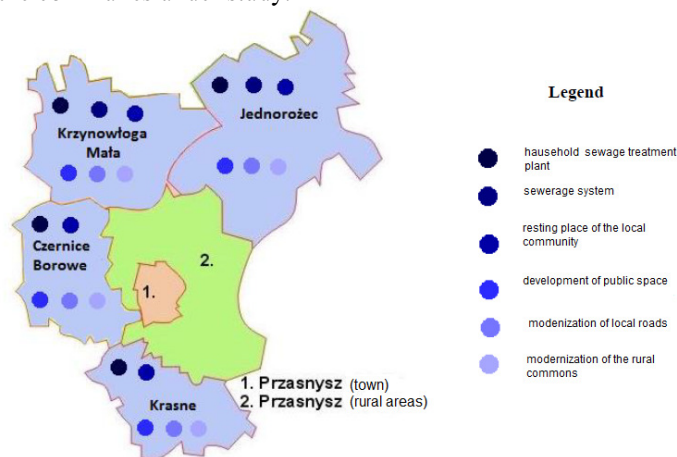 study.
Krzynowłoga
Mała
Jednorożec
Czernice
Borowe
1.
2.
Krasne
1. Przasnysz (town)
2. Przasnysz (rural areas)
Legend
hausehold sewage treatment
plant
sewerage system
resting place of the local
community
development of public space
modenization of local roads
modernization of the rural
commons